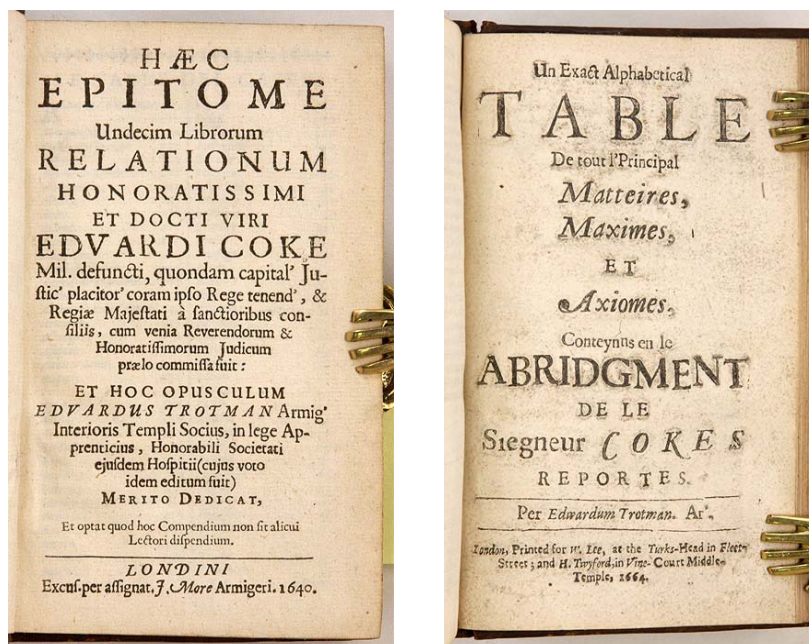 HÆC
EPITOME
Undecim Librorum
RELATIONUM
HONORATISSIMI
ET DOCTI VIRI
EDVARDI COKE
Mil. defuncti, quondam capital' Ju-
ſtic' placitor' coram ipſo Rege tenend', &
Regiæ Majeſtati à ſanctioribus con-
ſiliis, cum venia Reverendorum &
Honoratiſſimorum Judicum
prælo commiſſa fuit:
ET HOC OPUSCULUM
EDVARDUS TROTMAN Armig'
Interioris Templi Socius, in lege Ap-
prenticius, Honorabili Societati
ejuſdem Hoſpitii (cujus voto
idem editum fuit)
MERITO DEDICAT,
Et optat quod hoc Compendium non ſit alicui
Lectori diſpendium.
LONDINI
Excuſ. per aſſignat. J. More Armigeri. 1640.
Un Exact Alphabetical
TABLE
De tout l'Principal
Matteires,
Maximes,
ET
Axiomes,
Conteynus en le
ABRIDGMENT
DE LE
Siegneur COKES
REPORTES.
Per Edwardum Trotman. Ar'.
London, Printed for W. Lee, at the Turks-Head in Fleet-
Street; and H. Twyford, in Vine-Court Middle-
Temple, 1664.